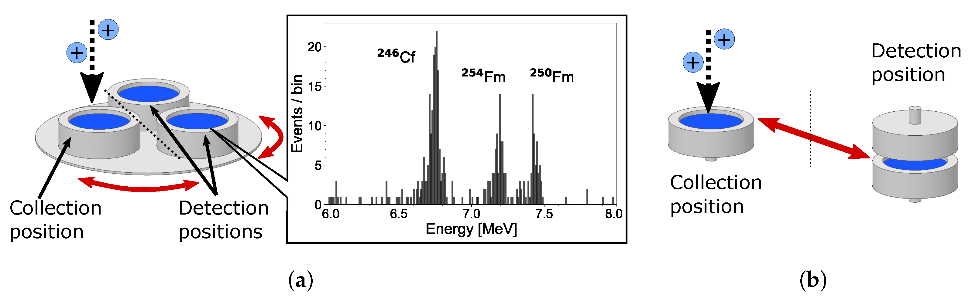 (a)
+
+
Collection
position
Detection
positions
Events / bin
20
15
10
5
0
²⁴⁶Cf
²⁵⁴Fm
²⁵⁰Fm
6.0
6.5
7.0
7.5
8.0
Energy [MeV]
(a)
(b)
+
+
Collection
position
Detection
position
(b)